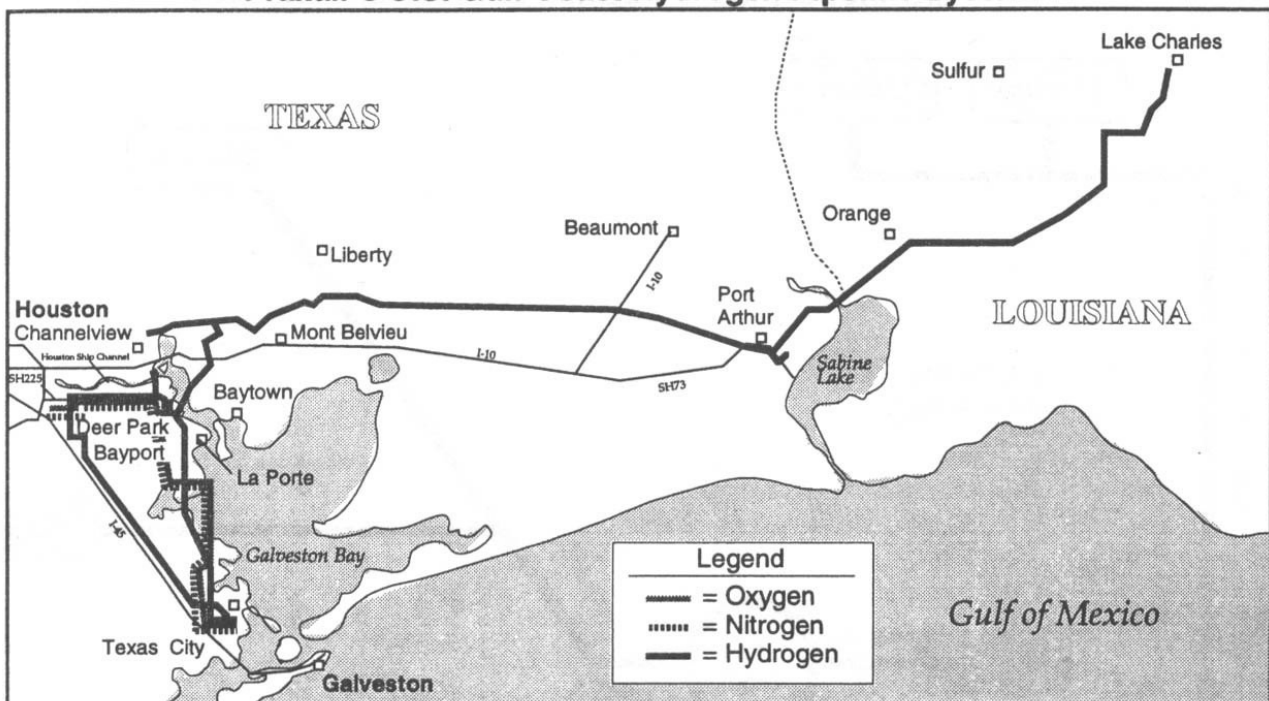 Lake Charles
Sulfur
TEXAS
Orange
Beaumont
Liberty
I-10
LOUISIANA
Houston
Channelview
Port
Arthur
Mont Belvieu
Houston Ship Channel
I-10
Sabine
Lake
SH225
SH73
Baytown
Deer Park
Bayport
La Porte
I-45
Galveston Bay
Legend
= Oxygen
= Nitrogen
= Hydrogen
Gulf of Mexico
Texas City
Galveston